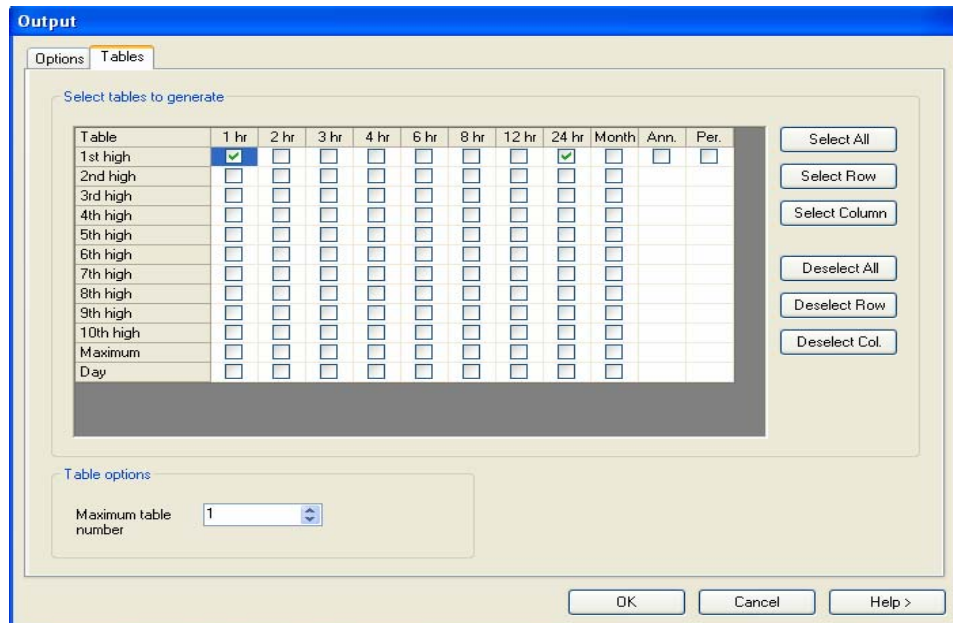 Output
Options Tables
Select tables to generate
Table 1 hr 2 hr 3 hr 4 hr 6 hr 8 hr 12 hr 24 hr Month Ann. Per.
1st high
2nd high
3rd high
4th high
5th high
6th high
7th high
8th high
9th high
10th high
Maximum
Day
Select All
Select Row
Select Column
Deselect All
Deselect Row
Deselect Col.
Table options
Maximum table
number
1
OK Cancel Help >